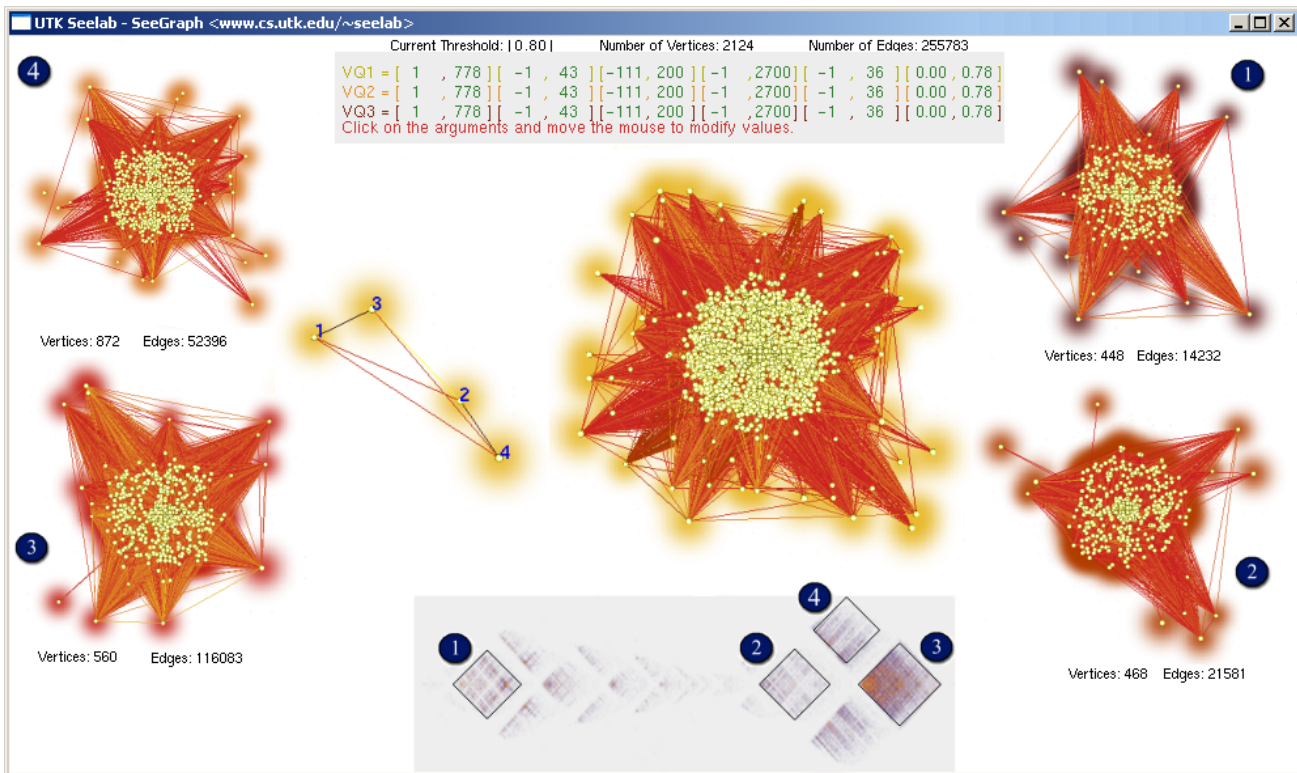 UTK Seelab - SeeGraph <www.cs.utk.edu/~seelab>
Current Threshold: | 0.80 | Number of Vertices: 2124 Number of Edges: 255783
VQ1 = [ 1 , 778 ] [ -1 , 43 ] [-111 , 200 ] [ -1 , 2700 ] [ -1 , 36 ] [ 0.00 , 0.78 ]
VQ2 = [ 1 , 778 ] [ -1 , 43 ] [-111 , 200 ] [ -1 , 2700 ] [ -1 , 36 ] [ 0.00 , 0.78 ]
VQ3 = [ 1 , 778 ] [ -1 , 43 ] [-111 , 200 ] [ -1 , 2700 ] [ -1 , 36 ] [ 0.00 , 0.78 ]
Click on the arguments and move the mouse to modify values.
4
1
3
1
2
4
Vertices: 872 Edges: 52396
Vertices: 448 Edges: 14232
3
2
Vertices: 560 Edges: 116083
Vertices: 468 Edges: 21581
4
1
2
3